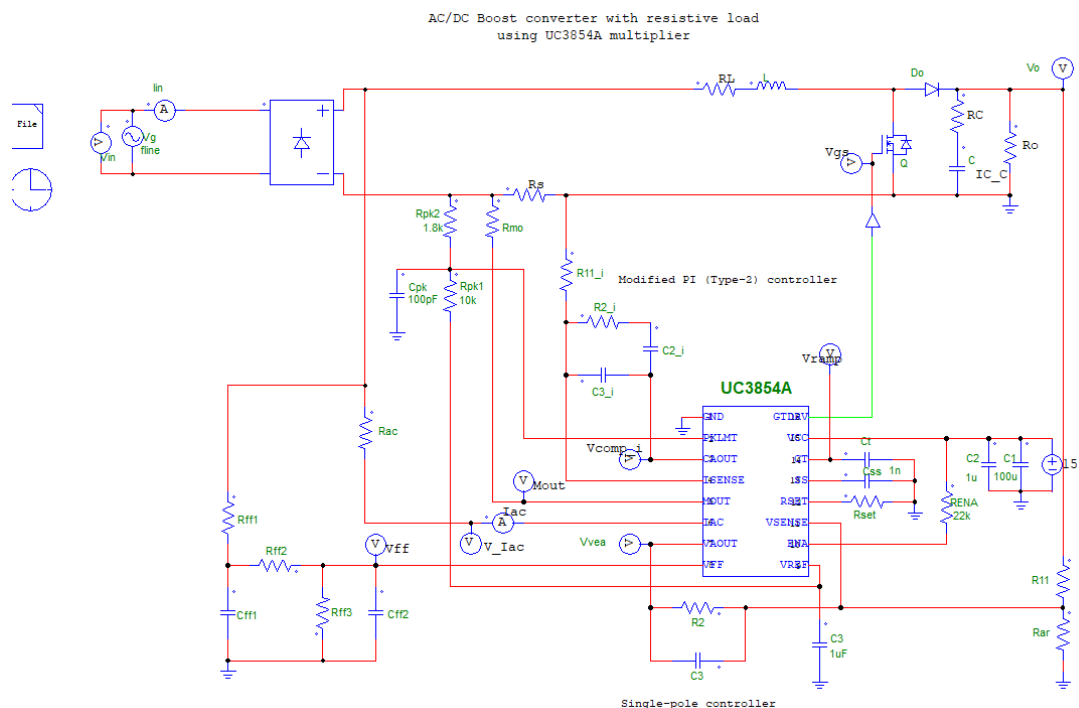 AC/DC Boost converter with resistive load
using UC3854A multiplier
Iin
RL
L
Do
Vo
V
A
File
Vg
fline
V
Vin
RC
Ro
C
IC_C
Vgs
V
Q
Rs
Rpk2
1.8k
Rmo
R11_i
Modified PI (Type-2) controller
Cpk
100pF
Rpk1
10k
R2_i
C2_i
C3_i
V
Vramp
UC3854A
Rac
GND
GTDRV
PKLMT
VCC
Vcomp_i
V
CAOUT
CT
Ct
1n
C2
1u
C1
100u
15
ISENSE
SS
Css
V
Mout
MOUT
RSET
Rset
RENA
22k
Iac
A
IAC
VSENSE
Rff1
V
V_Iac
Vvea
V
VAOUT
ENA
V
Vff
VFF
VREF
Rff2
R11
Cff1
Rff3
Cff2
R2
C3
1uF
Rar
C3
Single-pole controller